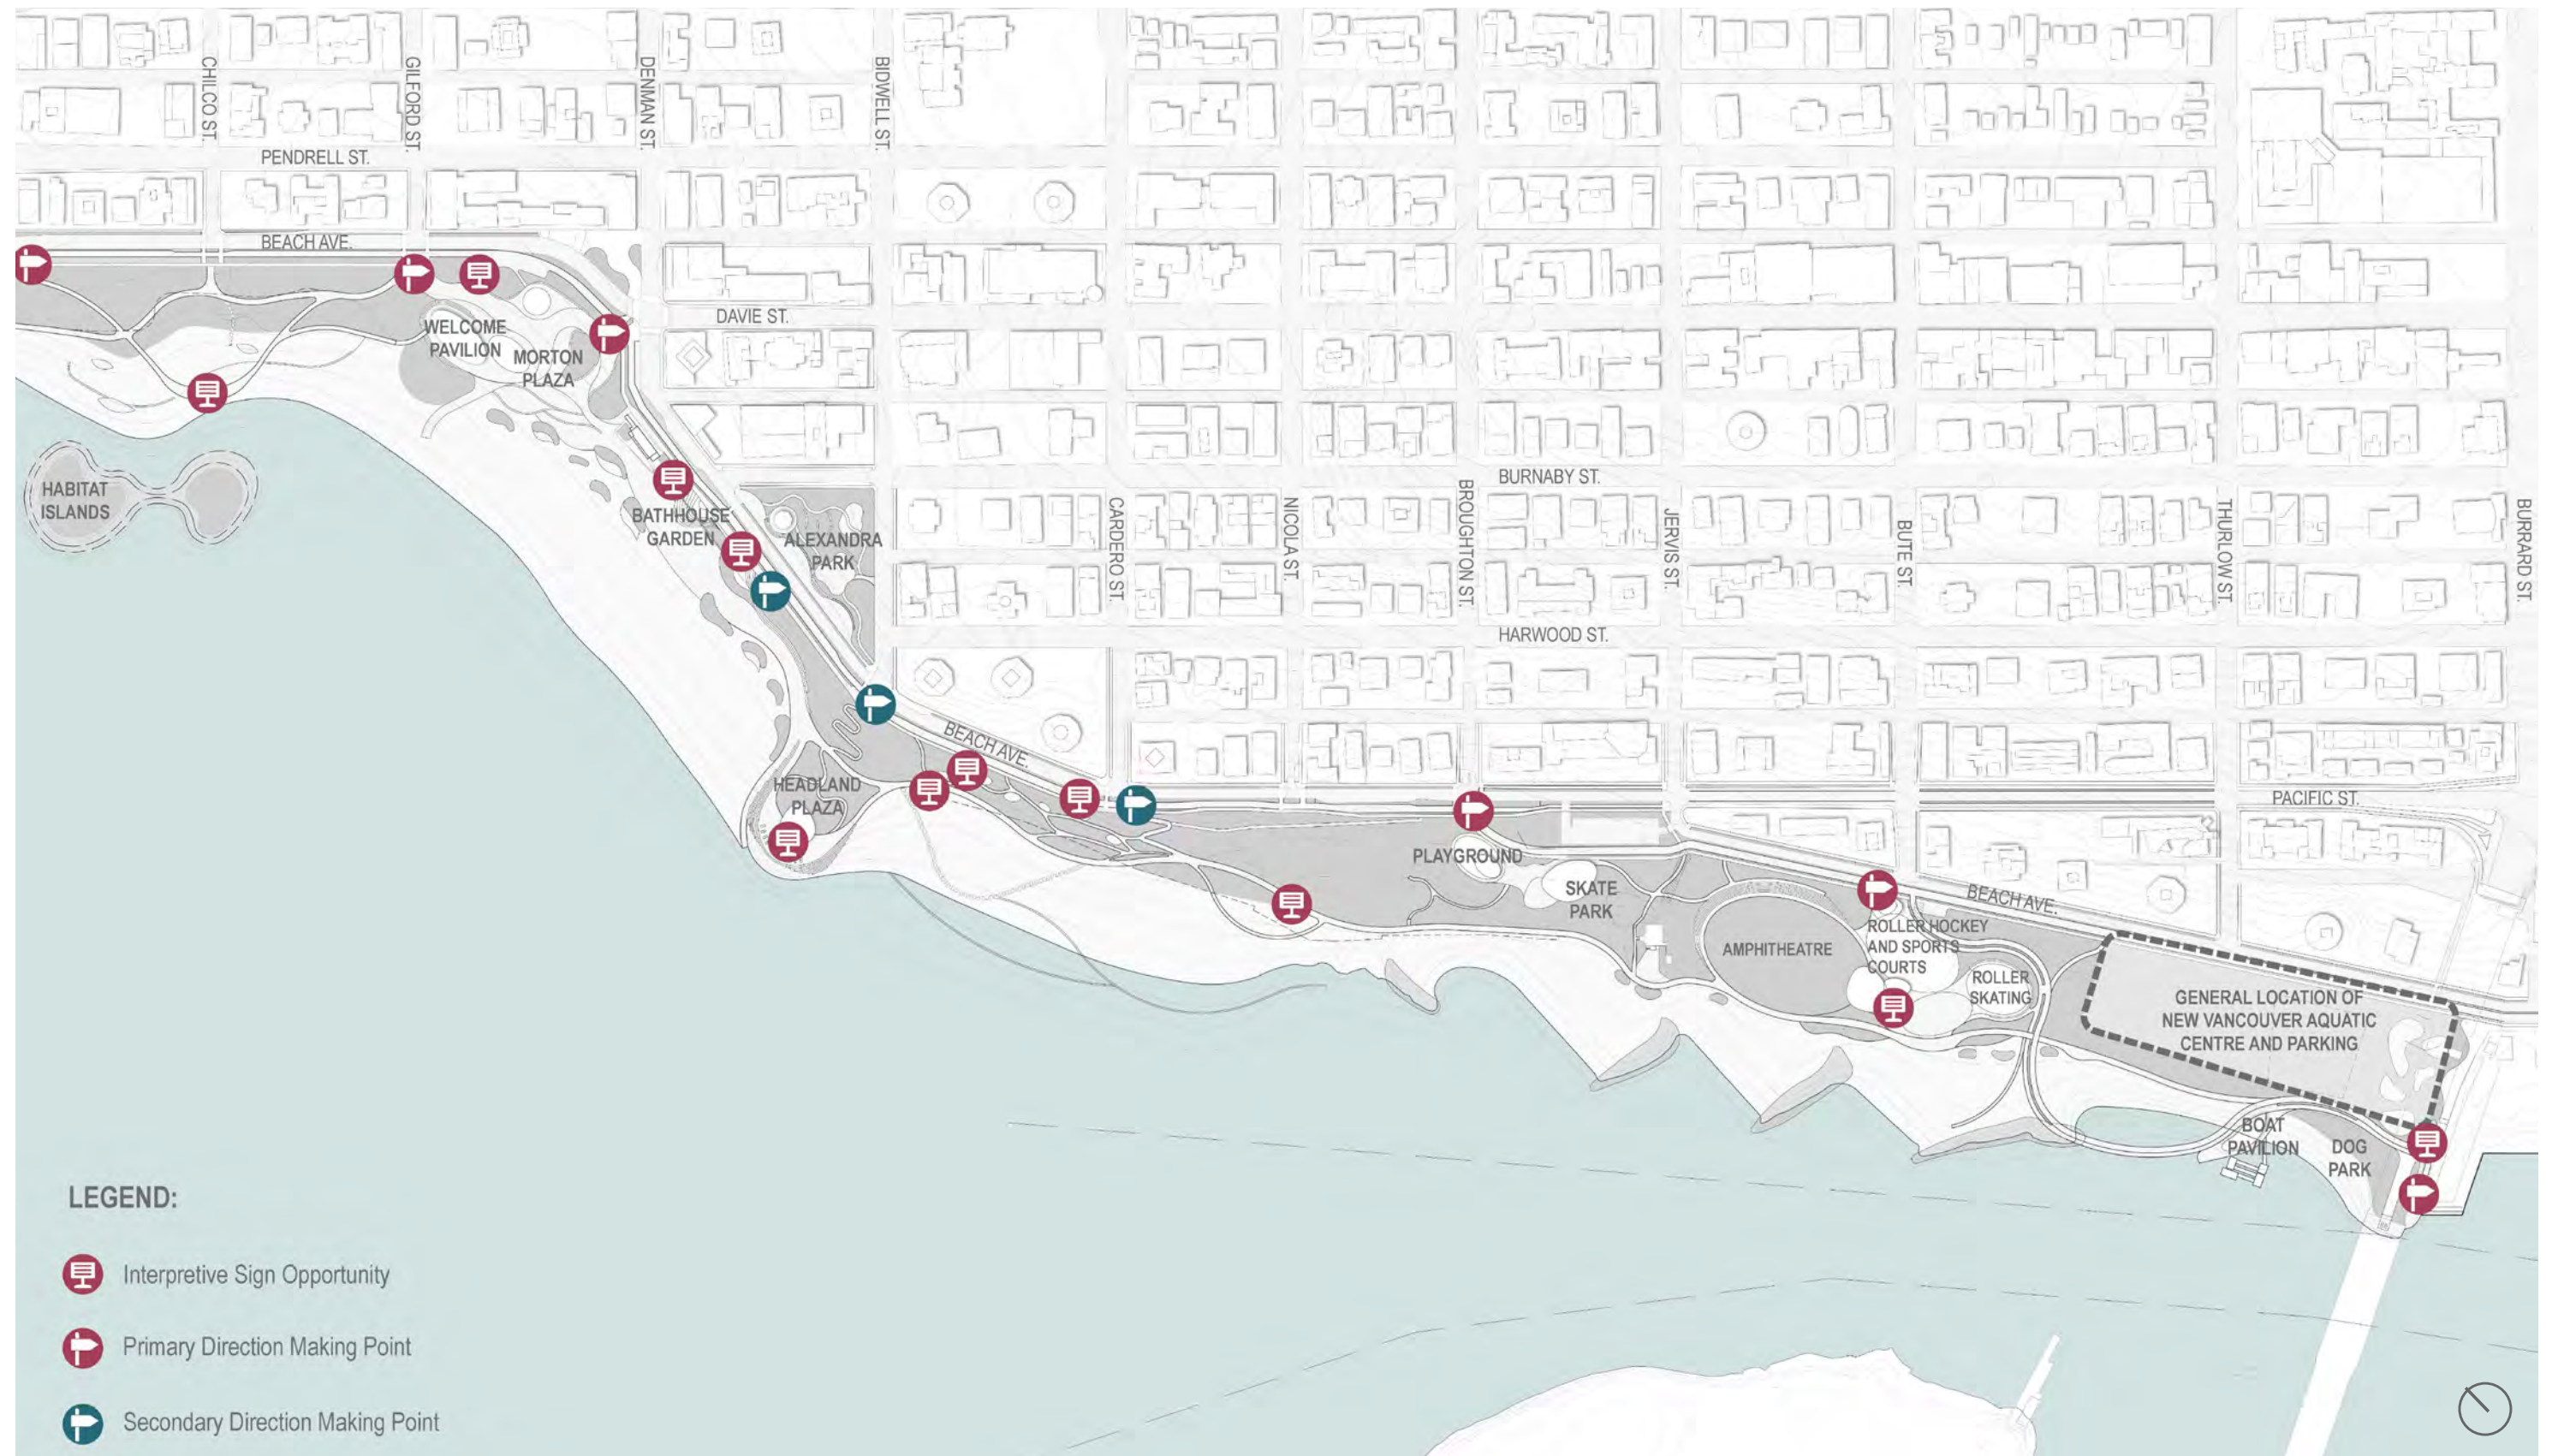 CHILCO ST.
GILFORD ST.
DENMAN ST.
BIDWELL ST.
PENDRELL ST.
BEACH AVE.
DAVIE ST.
WELCOME
PAVILION
MORTON
PLAZA
HABITAT
ISLANDS
BATHHOUSE
GARDEN
ALEXANDRA
PARK
BURNABY ST.
CARDERO ST.
NICOLA ST.
BROUGHTON ST.
JERVIS ST.
BUTE ST.
THURLOW ST.
BURRARD ST.
HARWOOD ST.
BEACH AVE.
HEADLAND
PLAZA
PACIFIC ST.
PLAYGROUND
SKATE
PARK
BEACH AVE.
AMPHITHEATRE
ROLLER HOCKEY
AND SPORTS
COURTS
ROLLER
SKATING
GENERAL LOCATION OF
NEW VANCOUVER AQUATIC
CENTRE AND PARKING
BOAT
PAVILION
DOG
PARK
LEGEND:
Interpretive Sign Opportunity
Primary Direction Making Point
Secondary Direction Making Point